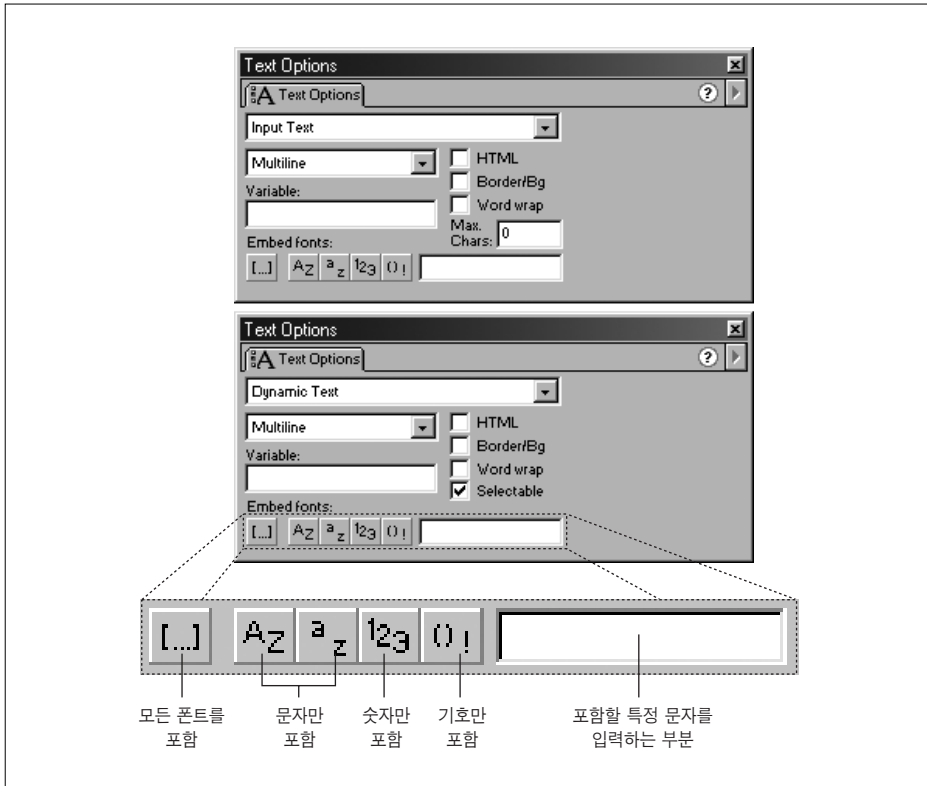 Text Options
A Text Options
?
Input Text
Multiline
HTML
Border/Bg
Variable:
Word wrap
Max.
Chars: 0
Embed fonts:
[...] AZ az 123 ()!
Text Options
A Text Options
?
Dynamic Text
Multiline
HTML
Border/Bg
Variable:
Word wrap
Selectable
Embed fonts:
[...] AZ az 123 ()!
[...] AZ az 123 ()!
모든 폰트를
포함
문자만
포함
숫자만
포함
기호만
포함
포함할 특정 문자를
입력하는 부분